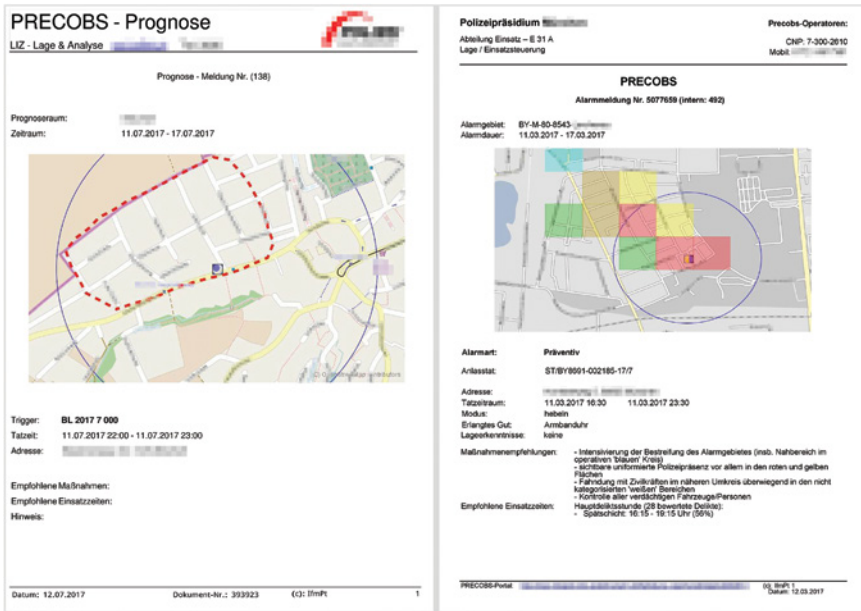 PRECOBS - Prognose
LIZ - Lage & Analyse
Prognose - Meldung Nr. (138)
Prognoseraum:
Zeitraum: 11.07.2017 - 17.07.2017
Trigger: BL 2017 7 000
Tatzeit: 11.07.2017 22:00 - 11.07.2017 23:00
Adresse:
Empfohlene Maßnahmen:
Empfohlene Einsatzzeiten:
Hinweis:
Datum: 12.07.2017 Dokument-Nr.: 393923 (c): IfmPt 1
Polizeipräsidium
Precobs-Operatoren:
Abteilung Einsatz – E 31 A
Lage / Einsatzsteuerung
CNP: 7-300-2610
Mobil:
PRECOBS
Alarmmeldung Nr. 5077659 (intern: 492)
Alarmgebiet: BY-M-80-8543-
Alarmdauer: 11.03.2017 - 17.03.2017
Alarmart: Präventiv
Anlasstat: ST/BY8691-002185-17/7
Adresse:
Tatzeitraum: 11.03.2017 16:30 11.03.2017 23:30
Modus: hebeln
Erlangtes Gut: Armbanduhr
Lageerkenntnisse: keine
Maßnahmenempfehlungen: - Intensivierung der Bestreifung des Alarmgebietes (insb. Nahbereich im
operativen 'blauen' Kreis)
- sichtbare uniformierte Polizeipräsenz vor allem in den roten und gelben
Flächen
- Fahndung mit Zivilkräften im näheren Umkreis überwiegend in den nicht
kategorisierten 'weißen' Bereichen
- Kontrolle aller verdächtigen Fahrzeuge/Personen
Empfohlene Einsatzzeiten: Hauptdeliktsstunde (28 bewertete Delikte):
- Spätschicht: 16:15 - 19:15 Uhr (56%)
PRECOBS-Portal: (c) IfmPt 1
Datum: 12.03.2017